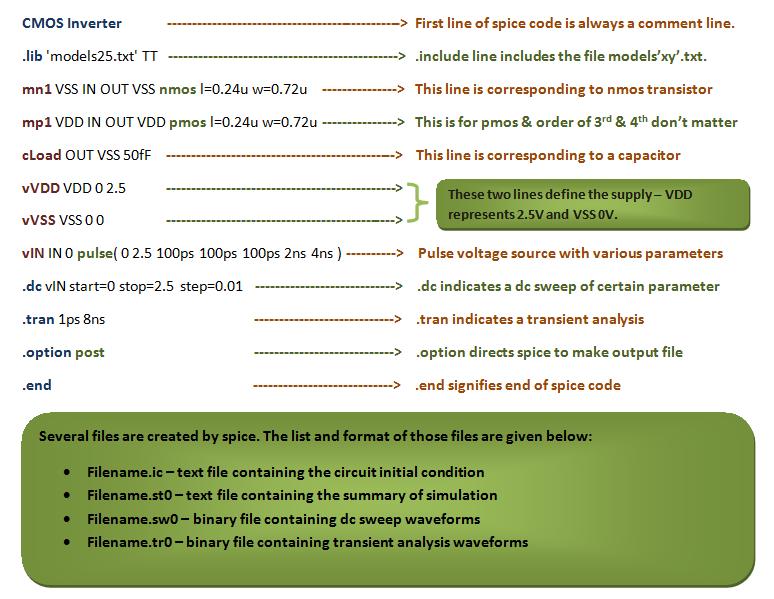 CMOS Inverter --------------------------------------------> First line of spice code is always a comment line.
.lib 'models25.txt' TT --------------------------------------------> .include line includes the file models'xy'.txt.
mn1 VSS IN OUT VSS nmos l=0.24u w=0.72u ---------------> This line is corresponding to nmos transistor
mp1 VDD IN OUT VDD pmos l=0.24u w=0.72u ---------------> This is for pmos & order of 3rd & 4th don't matter
cLoad OUT VSS 50fF --------------------------------------------> This line is corresponding to a capacitor
vVDD VDD 0 2.5 -------------------------------------------->
These two lines define the supply – VDD
represents 2.5V and VSS 0V.
vVSS VSS 0 0 -------------------------------------------->
vIN IN 0 pulse( 0 2.5 100ps 100ps 100ps 2ns 4ns ) ----------> Pulse voltage source with various parameters
.dc vIN start=0 stop=2.5 step=0.01 ---------------------------> .dc indicates a dc sweep of certain parameter
.tran 1ps 8ns ---------------------------> .tran indicates a transient analysis
.option post ---------------------------> .option directs spice to make output file
.end ---------------------------> .end signifies end of spice code
Several files are created by spice. The list and format of those files are given below:
• Filename.ic – text file containing the circuit initial condition
• Filename.st0 – text file containing the summary of simulation
• Filename.sw0 – binary file containing dc sweep waveforms
• Filename.tr0 – binary file containing transient analysis waveforms